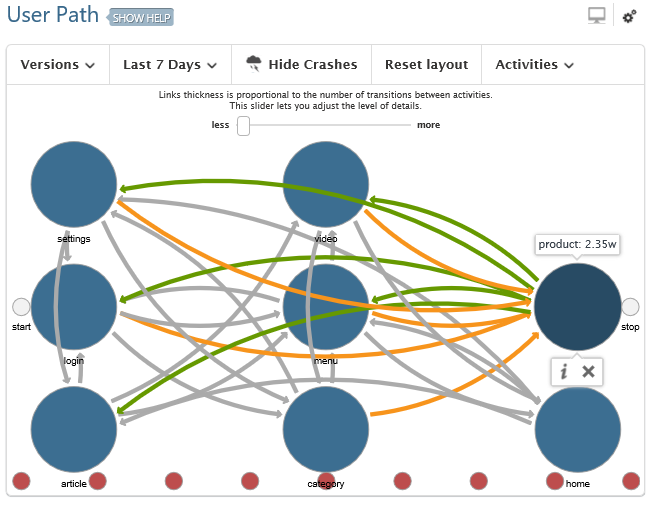 User Path SHOW HELP
Versions Last 7 Days Hide Crashes Reset layout Activities
Links thickness is proportional to the number of transitions between activities.
This slider lets you adjust the level of details.
less more
settings video
product: 2.35w
start stop
login menu
i
article category home